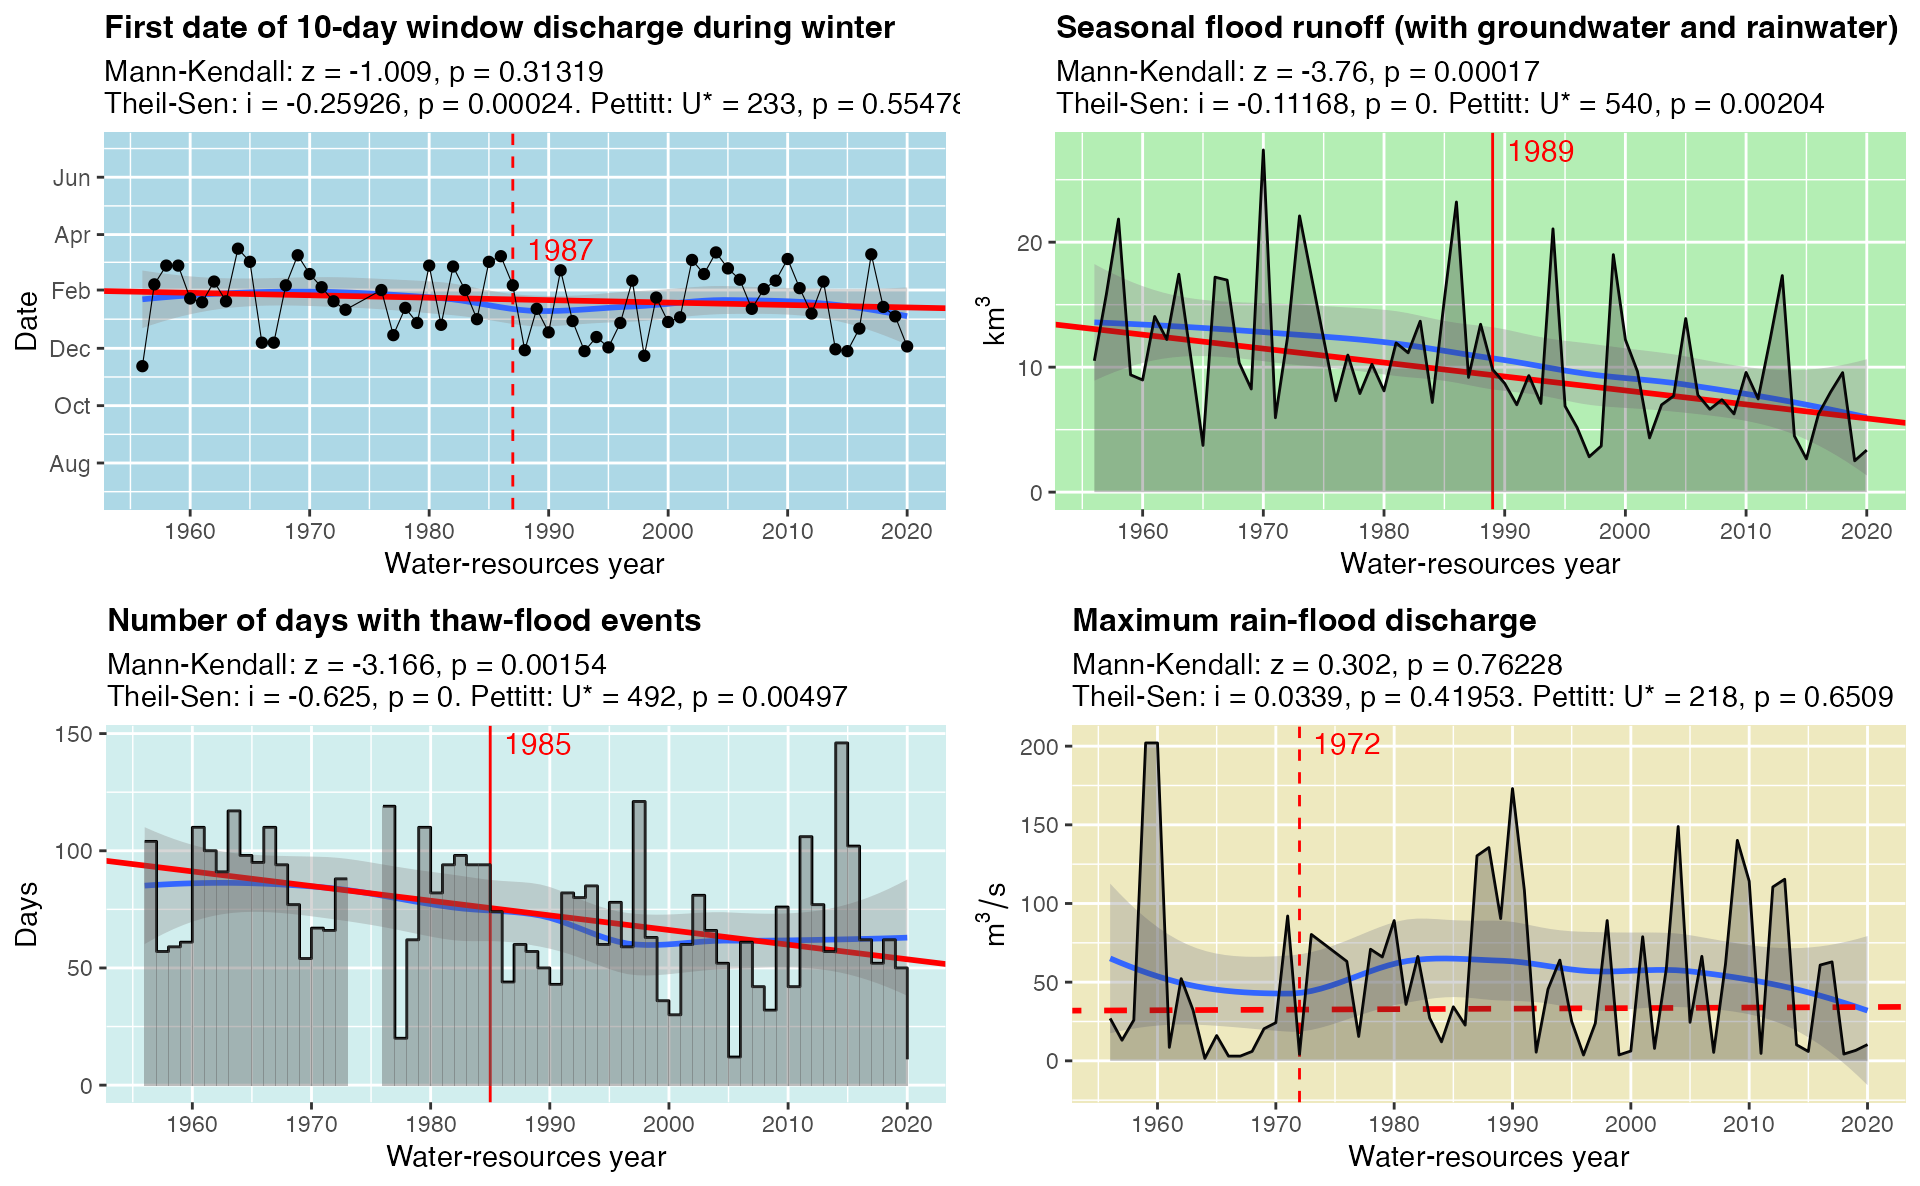 First date of 10-day window discharge during winter
Mann-Kendall: z = -1.009, p = 0.31319
Theil-Sen: i = -0.25926, p = 0.00024. Pettitt: U* = 233, p = 0.55478
Date
Jun
Apr
Feb
Dec
Oct
Aug
1987
1960 1970 1980 1990 2000 2010 2020
Water-resources year
Seasonal flood runoff (with groundwater and rainwater)
Mann-Kendall: z = -3.76, p = 0.00017
Theil-Sen: i = -0.11168, p = 0. Pettitt: U* = 540, p = 0.00204
km³
20
10
0
1989
1960 1970 1980 1990 2000 2010 2020
Water-resources year
Number of days with thaw-flood events
Mann-Kendall: z = -3.166, p = 0.00154
Theil-Sen: i = -0.625, p = 0. Pettitt: U* = 492, p = 0.00497
Days
150
100
50
0
1985
1960 1970 1980 1990 2000 2010 2020
Water-resources year
Maximum rain-flood discharge
Mann-Kendall: z = 0.302, p = 0.76228
Theil-Sen: i = 0.0339, p = 0.41953. Pettitt: U* = 218, p = 0.6509
m³/s
200
150
100
50
0
1972
1960 1970 1980 1990 2000 2010 2020
Water-resources year